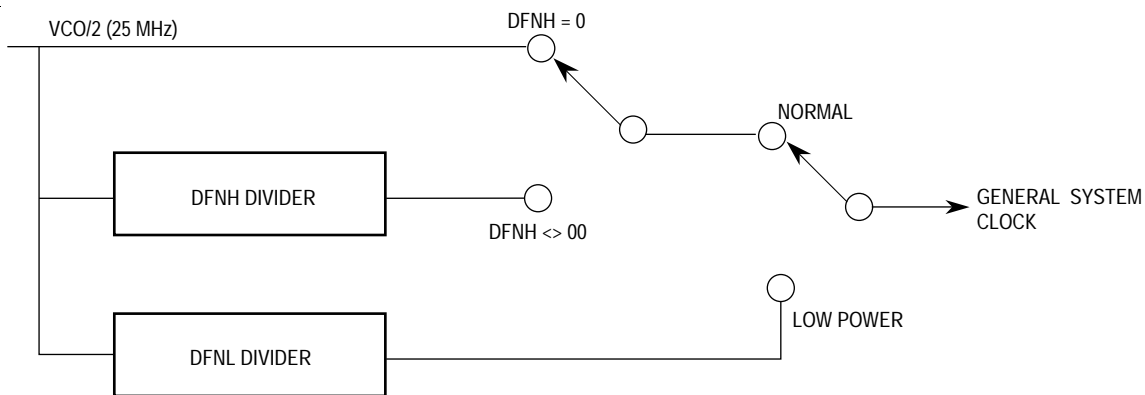 VCO/2 (25 MHz)
DFNH = 0
NORMAL
DFNH DIVIDER
DFNH <> 00
GENERAL SYSTEM
CLOCK
LOW POWER
DFNL DIVIDER